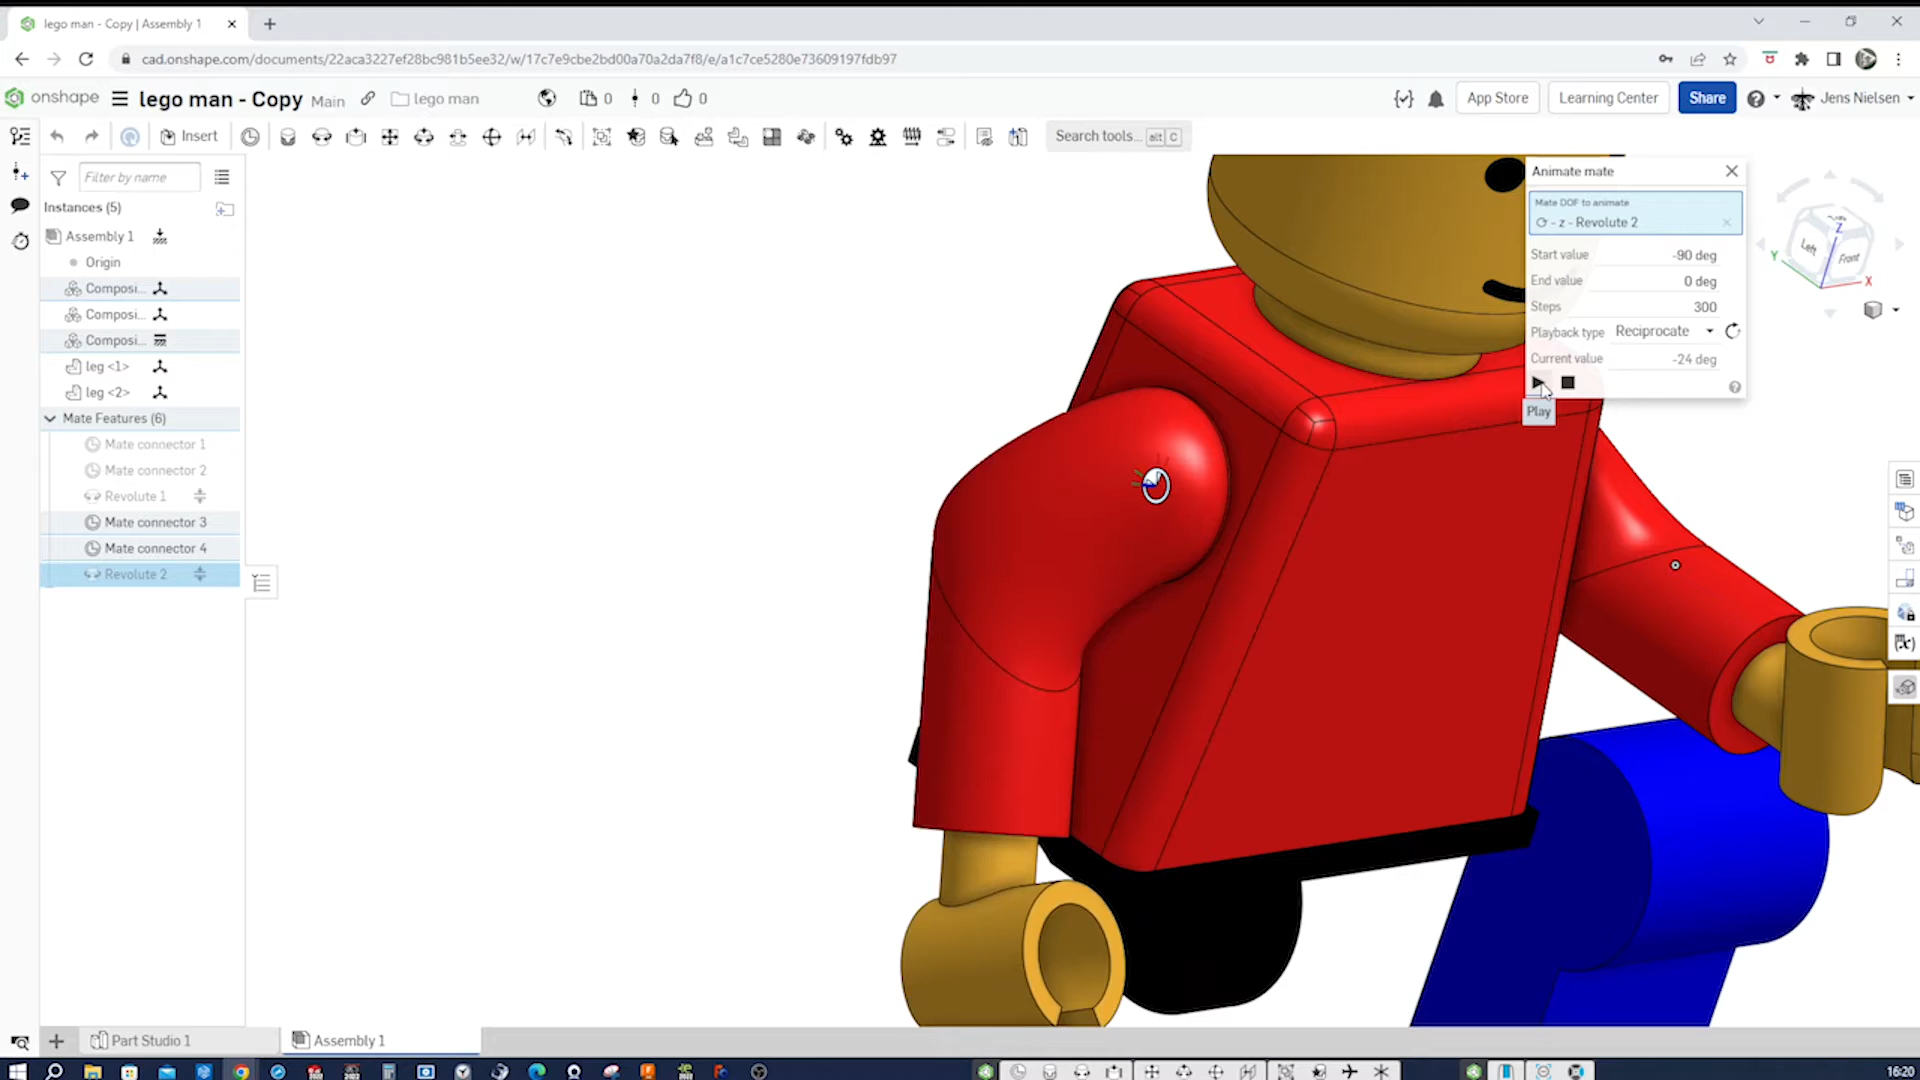 lego man - Copy | Assembly 1
cad.onshape.com/documents/22aca3227ef28bc981b5ee32/w/17c7e9cbe2bd00a70a2da7f8/e/a1c7ce5280e73609197fdb97
onshape lego man - Copy Main lego man 0 0 0 App Store Learning Center Share Jens Nielsen
Insert Search tools... alt C
Filter by name
Instances (5)
Assembly 1
Origin
Composi...
Composi...
Composi...
leg <1>
leg <2>
Mate Features (6)
Mate connector 1
Mate connector 2
Revolute 1
Mate connector 3
Mate connector 4
Revolute 2
Animate mate
Mate DOF to animate
- z - Revolute 2
Start value -90 deg
End value 0 deg
Steps 300
Playback type Reciprocate
Current value -24 deg
Play
Z
Left Front
Y X
(x)
Part Studio 1 Assembly 1
16:20